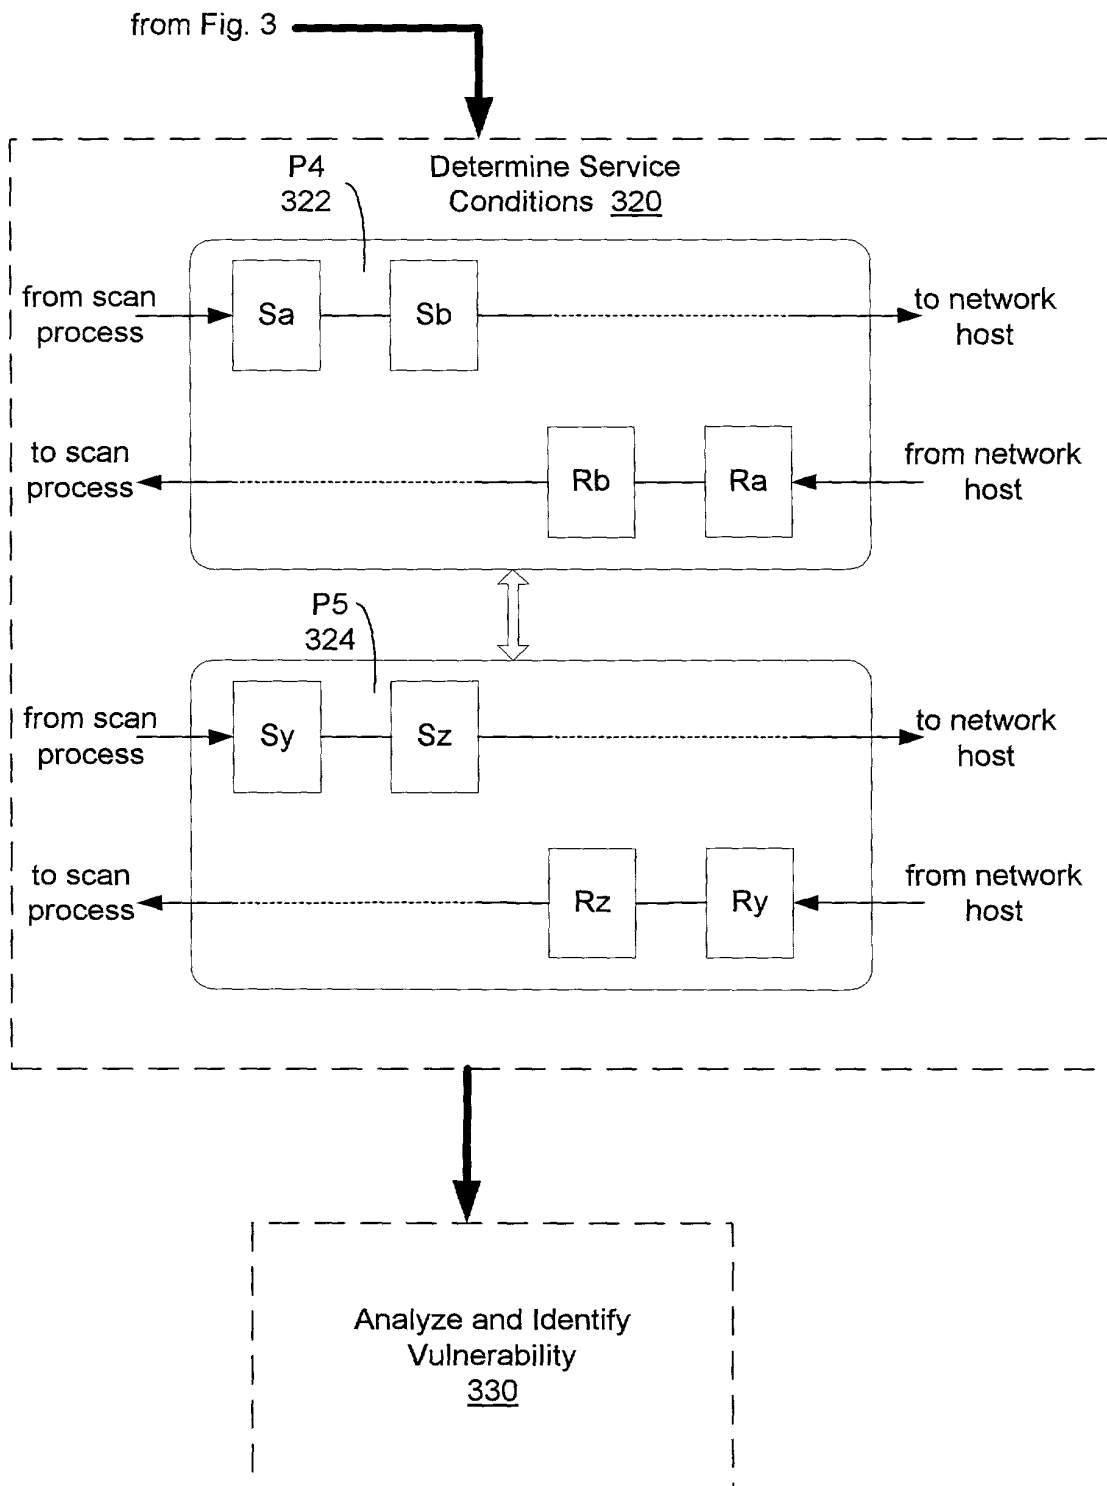 from Fig. 3
P4
322
Determine Service
Conditions 320
from scan
process
Sa
Sb
to network
host
to scan
process
Rb
Ra
from network
host
P5
324
from scan
process
Sy
Sz
to network
host
to scan
process
Rz
Ry
from network
host
Analyze and Identify
Vulnerability
330